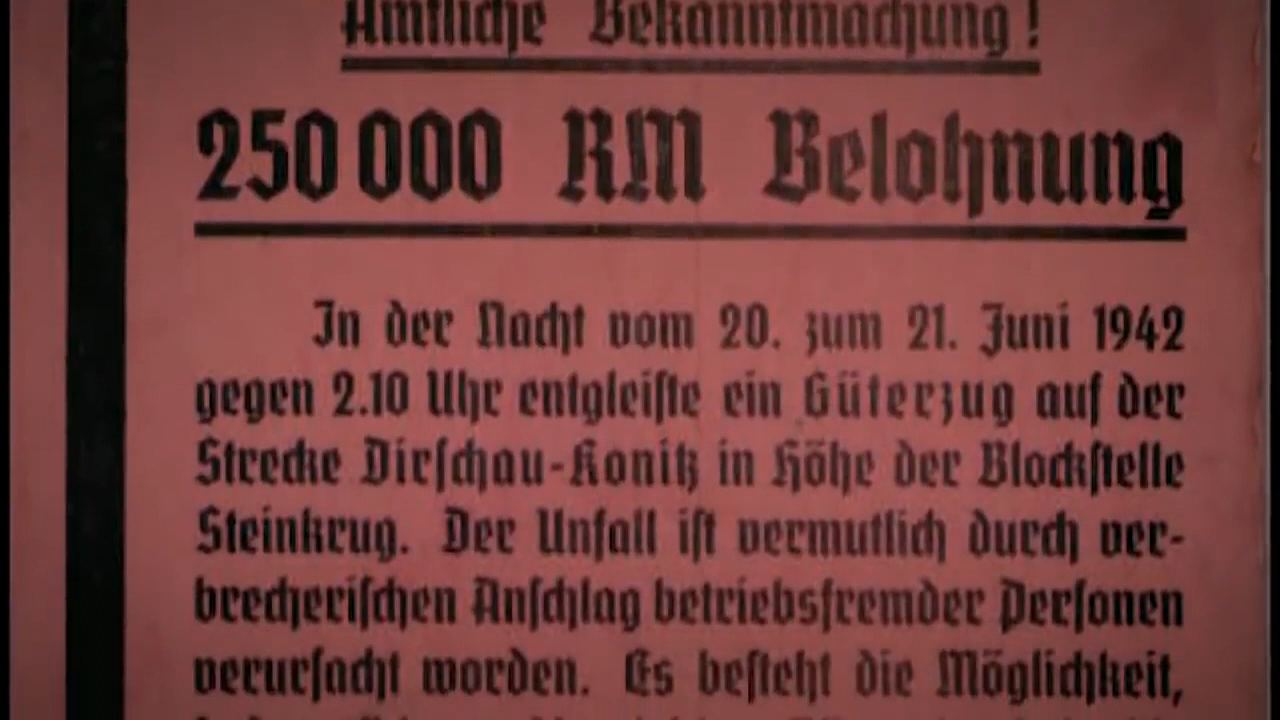 Amtliche Bekanntmachung!
250 000 RM Belohnung
In der Nacht vom 20. zum 21. Juni 1942
gegen 2.10 Uhr entgleiſte ein Güterzug auf der
Strecke Dirſchau-Konitz in Höhe der Blockſtelle
Steinkrug. Der Unfall iſt vermutlich durch ver-
brecheriſchen Anſchlag betriebsfremder Perſonen
verurſacht worden. Es beſteht die Möglichkeit,